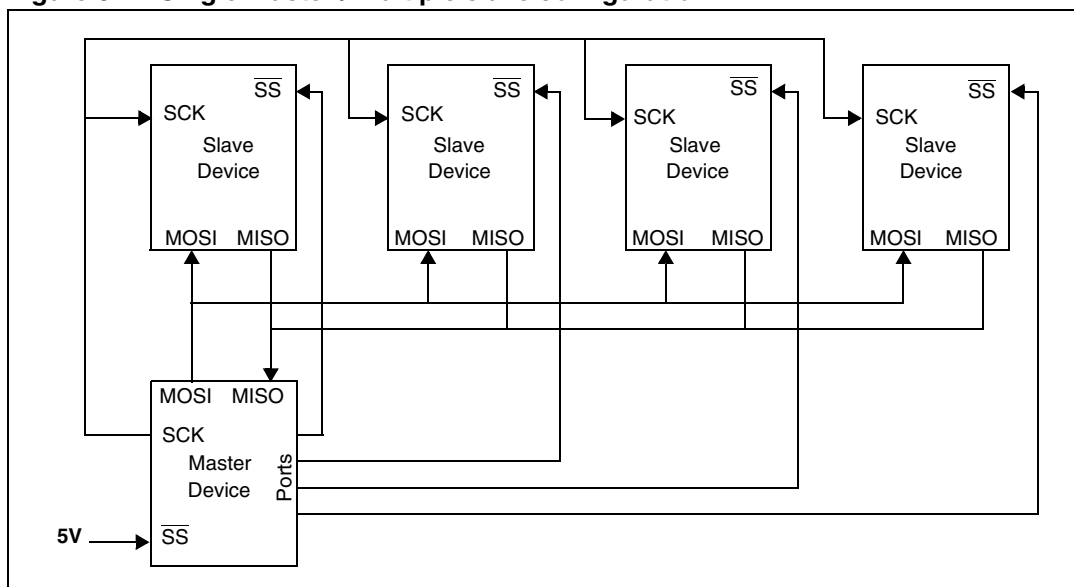 SS SS SS SS
SCK SCK SCK SCK
Slave Slave Slave Slave
Device Device Device Device
MOSI MISO MOSI MISO MOSI MISO MOSI MISO
MOSI MISO
SCK
Master
Device
Ports
5V SS